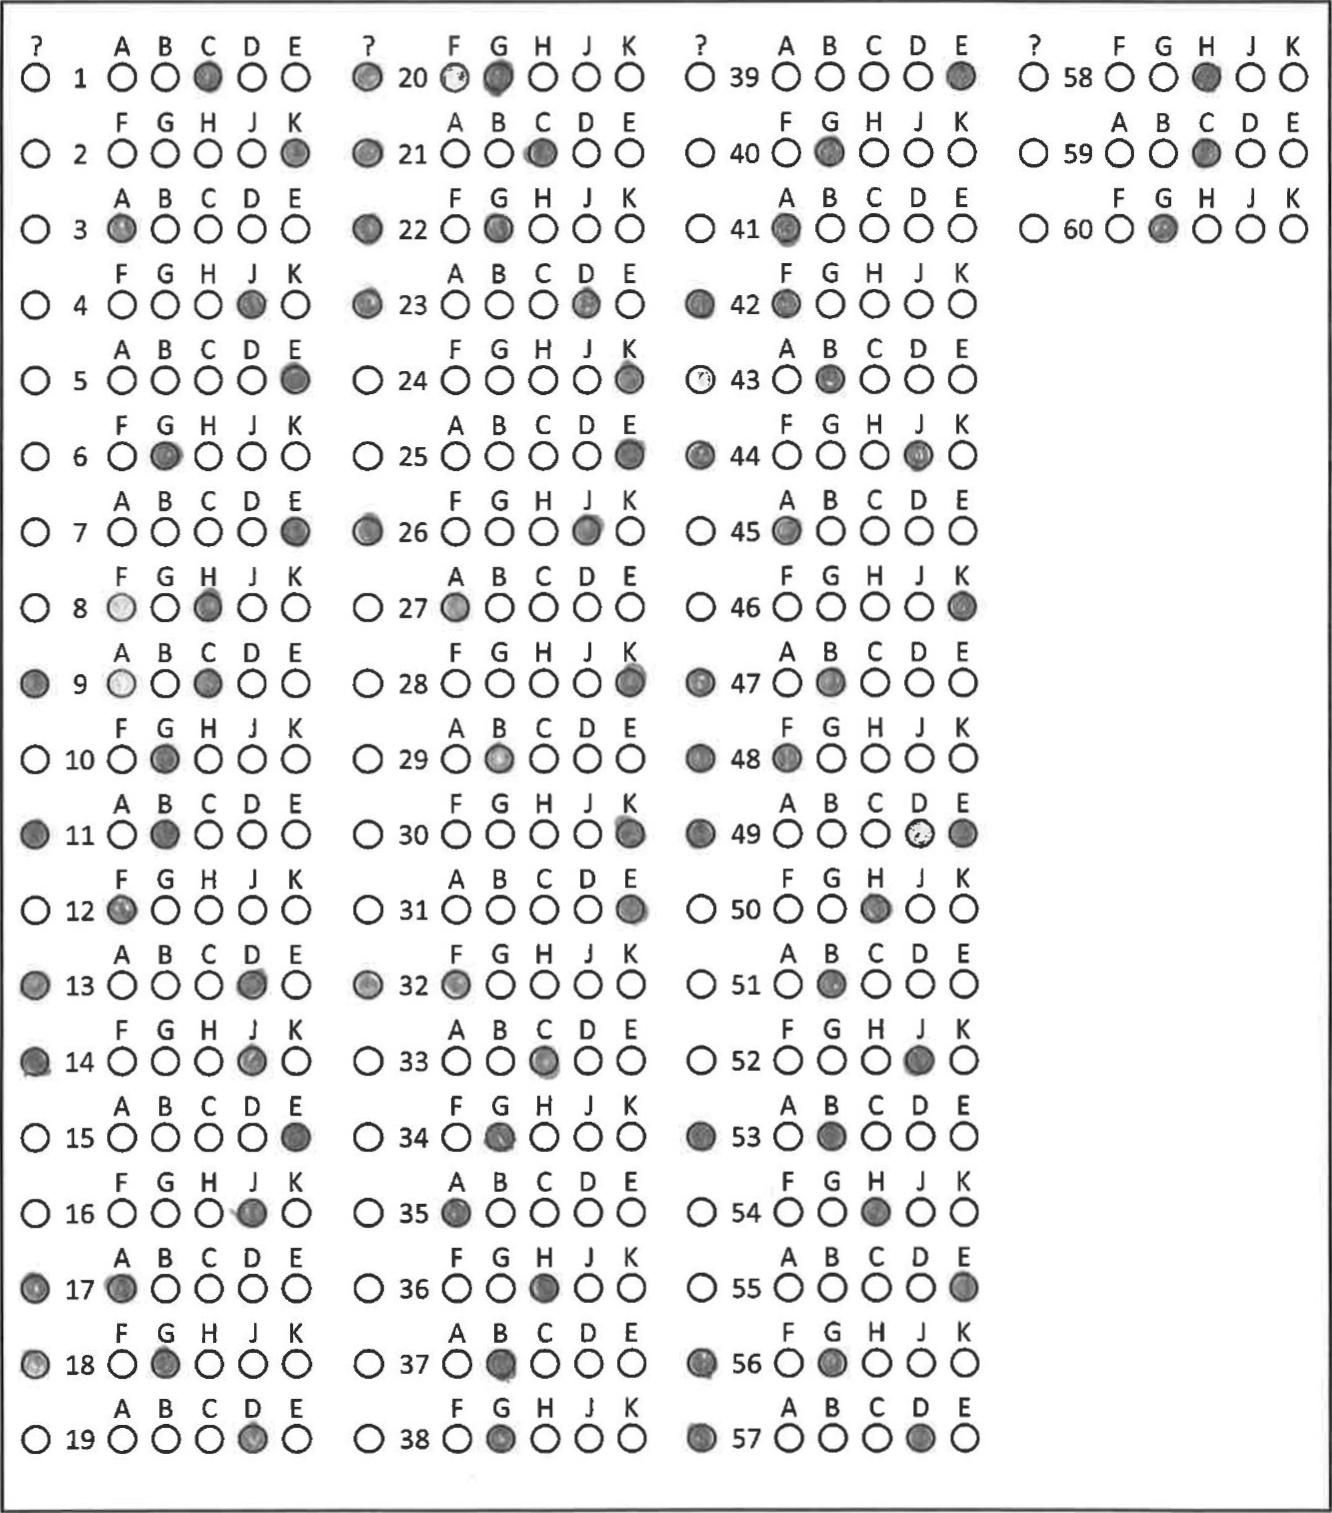 ? A B C D E ? F G H J K ? A B C D E ? F G H J K
1 20 39 58
F G H J K A B C D E F G H J K A B C D E
2 21 40 59
A B C D E F G H J K A B C D E F G H J K
3 22 41 60
F G H J K A B C D E F G H J K
4 23 42
A B C D E F G H J K A B C D E
5 24 43
F G H J K A B C D E F G H J K
6 25 44
A B C D E F G H J K A B C D E
7 26 45
F G H J K A B C D E F G H J K
8 27 46
A B C D E F G H J K A B C D E
9 28 47
F G H J K A B C D E F G H J K
10 29 48
A B C D E F G H J K A B C D E
11 30 49
F G H J K A B C D E F G H J K
12 31 50
A B C D E F G H J K A B C D E
13 32 51
F G H J K A B C D E F G H J K
14 33 52
A B C D E F G H J K A B C D E
15 34 53
F G H J K A B C D E F G H J K
16 35 54
A B C D E F G H J K A B C D E
17 36 55
F G H J K A B C D E F G H J K
18 37 56
A B C D E F G H J K A B C D E
19 38 57